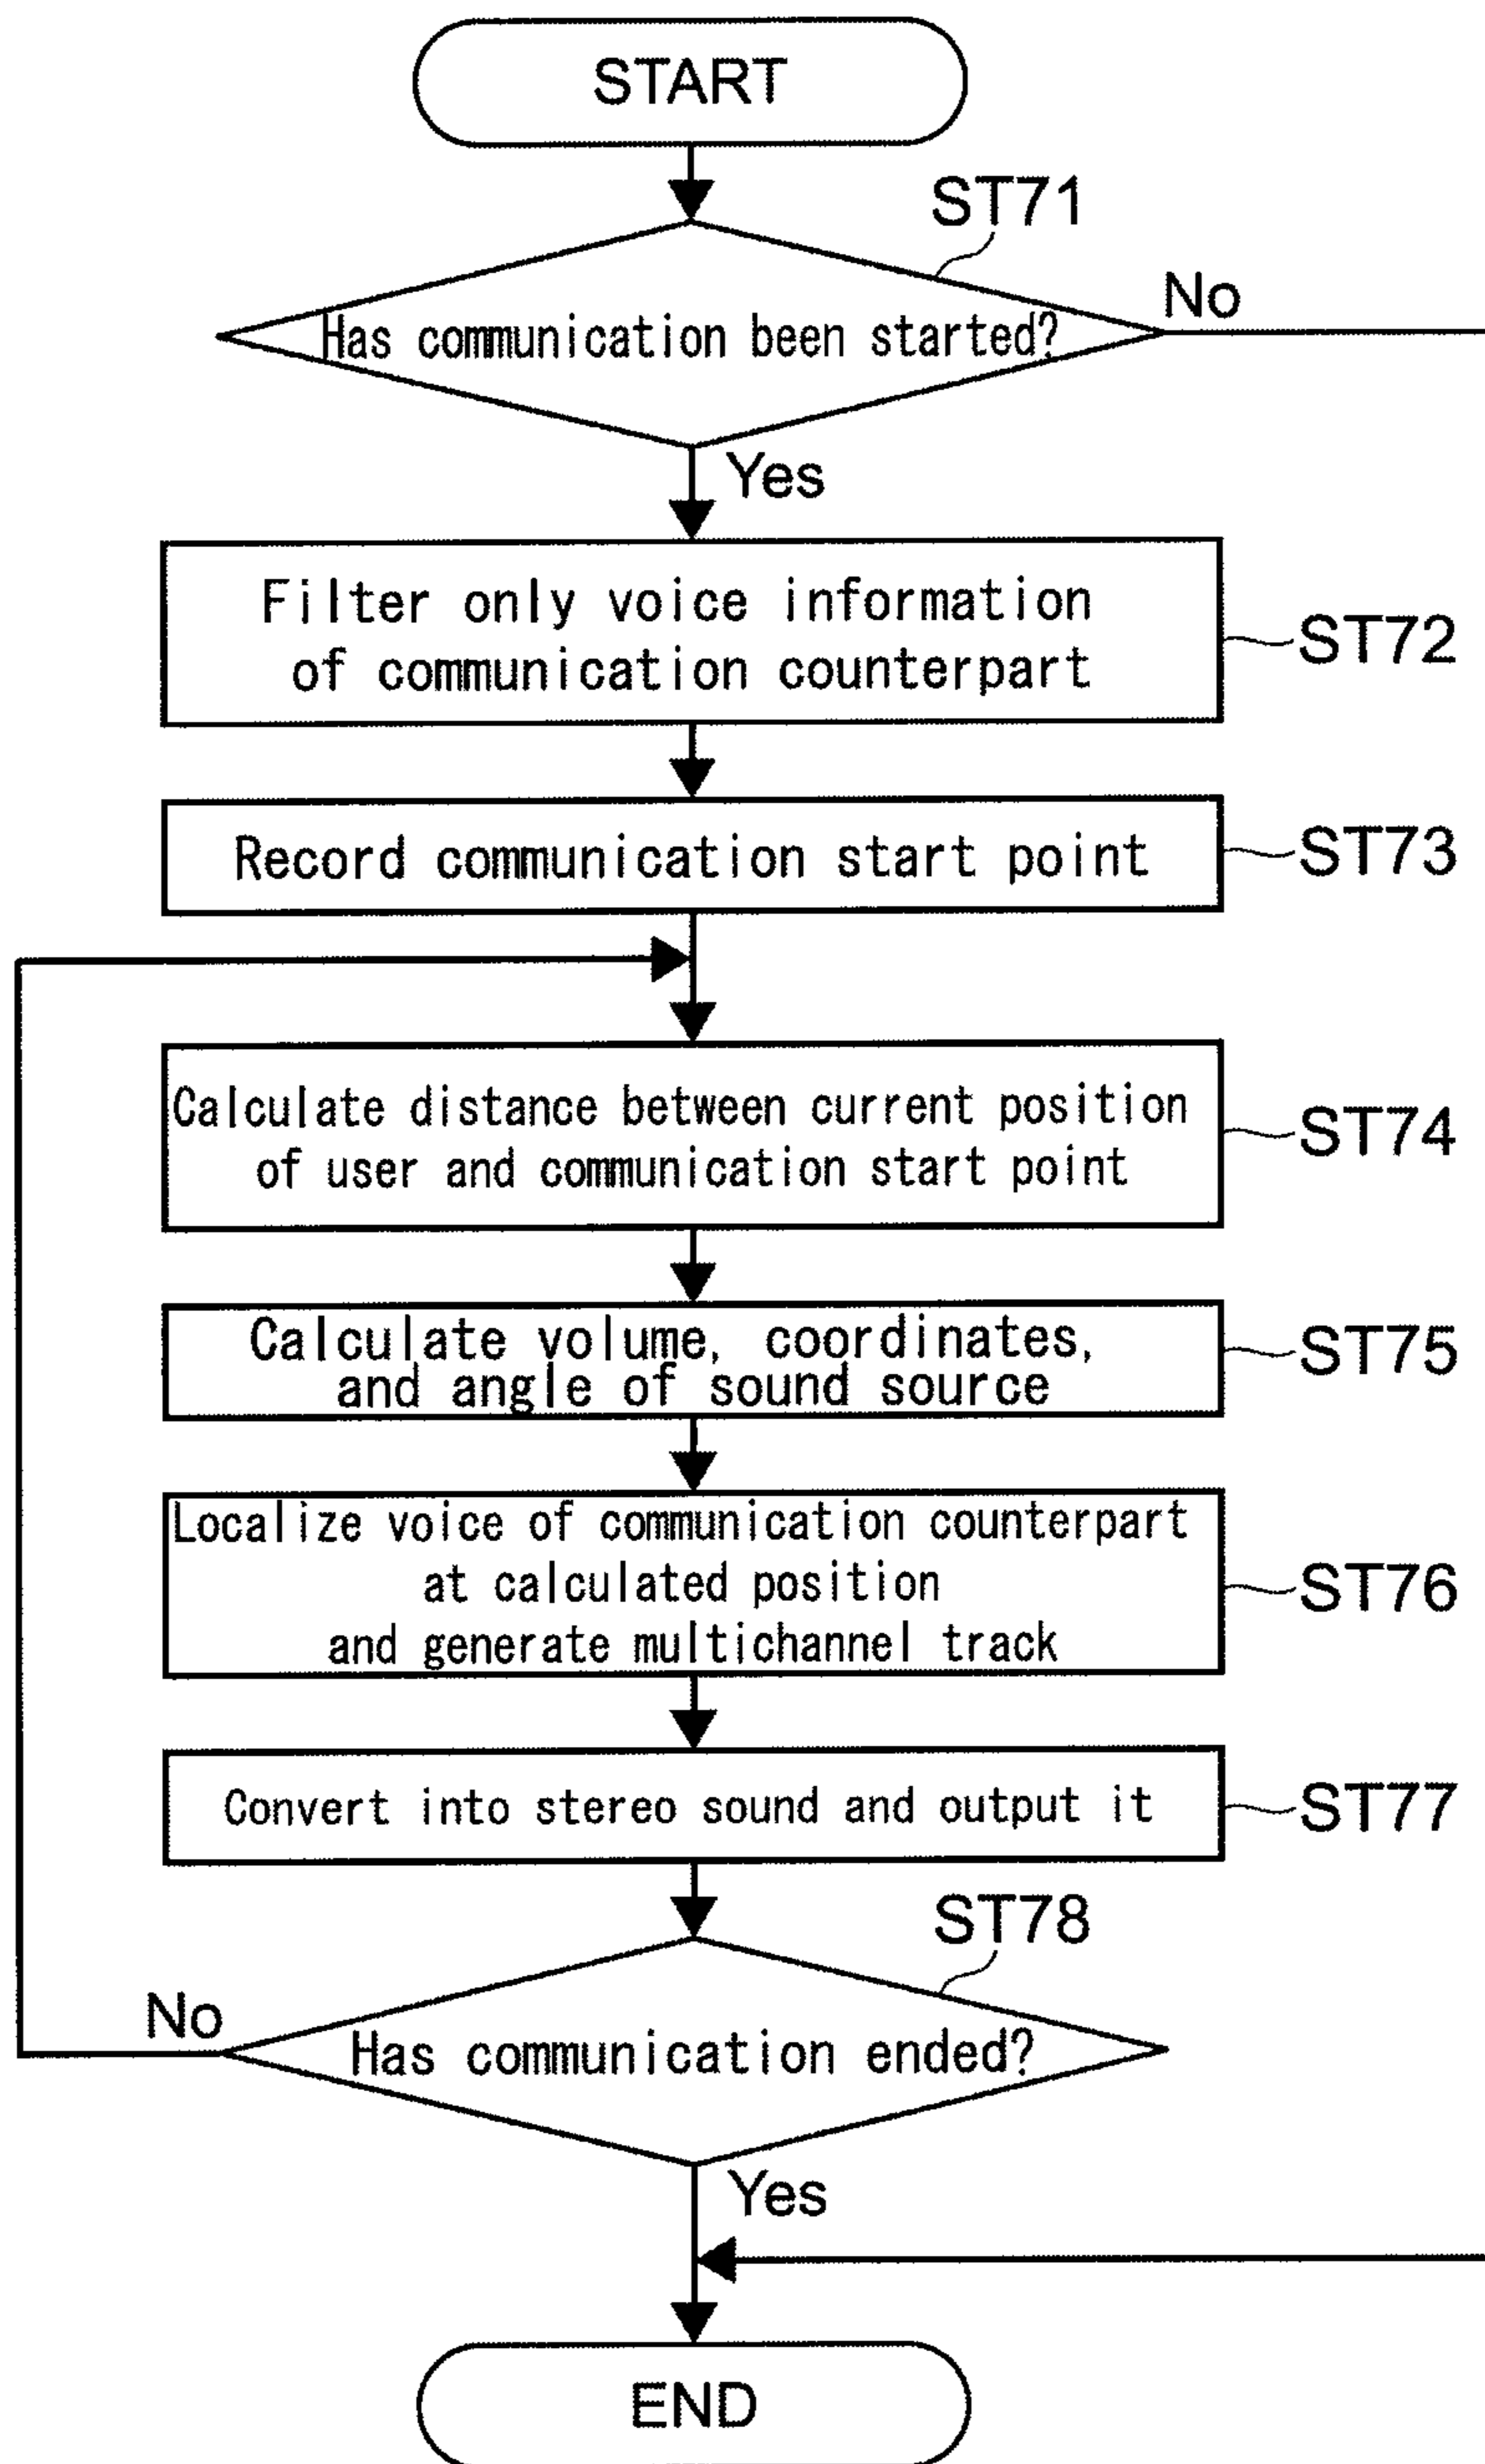 START
ST71
Has communication been started?
No
Yes
Filter only voice information
of communication counterpart
ST72
Record communication start point
ST73
Calculate distance between current position
of user and communication start point
ST74
Calculate volume, coordinates,
and angle of sound source
ST75
Localize voice of communication counterpart
at calculated position
and generate multichannel track
ST76
Convert into stereo sound and output it
ST77
ST78
No
Has communication ended?
Yes
END